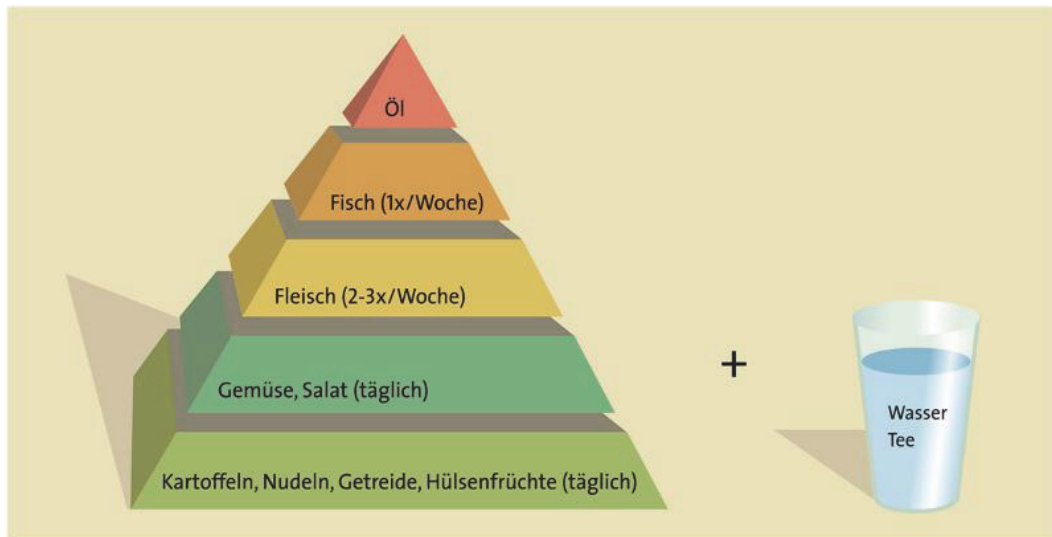 Öl
Fisch (1x/Woche)
Fleisch (2-3x/Woche)
Gemüse, Salat (täglich)
Kartoffeln, Nudeln, Getreide, Hülsenfrüchte (täglich)
+
Wasser
Tee